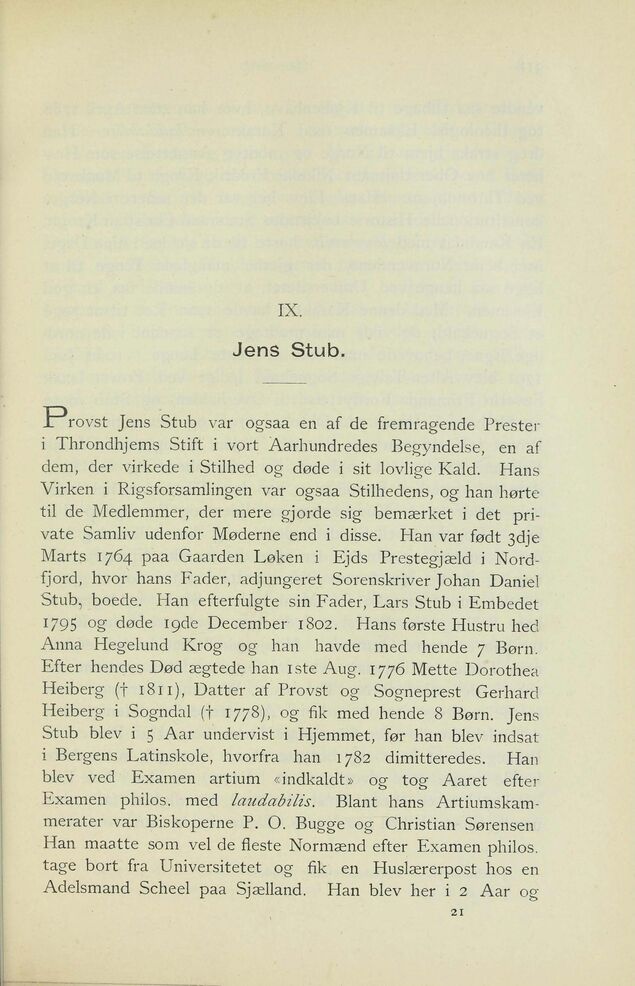 IX.
Jens Stub.
Provst Jens Stub var ogsaa en af de fremragende Prester
i Throndhjems Stift i vort Aarhundredes Begyndelse, en af
dem, der virkede i Stilhed og døde i sit lovlige Kald. Hans
Virken i Rigsforsamlingen var ogsaa Stilhedens, og han hørte
til de Medlemmer, der mere gjorde sig bemærket i det pri-
vate Samliv udenfor Møderne end i disse. Han var født 3dje
Marts 1764 paa Gaarden Løken i Ejds Prestegjæld i Nord-
fjord, hvor hans Fader, adjungeret Sorenskriver Johan Daniel
Stub, boede. Han efterfulgte sin Fader, Lars Stub i Embedet
1795 og døde 19de December 1802. Hans første Hustru hed
Anna Hegelund Krog og han havde med hende 7 Børn.
Efter hendes Død ægtede han 1ste Aug. 1776 Mette Dorothea
Heiberg († 1811), Datter af Provst og Sogneprest Gerhard
Heiberg i Sogndal († 1778), og fik med hende 8 Børn. Jens
Stub blev i 5 Aar undervist i Hjemmet, før han blev indsat
i Bergens Latinskole, hvorfra han 1782 dimitteredes. Han
blev ved Examen artium «indkaldt» og tog Aaret efter
Examen philos. med laudabilis. Blant hans Artiumskam-
merater var Biskoperne P. O. Bugge og Christian Sørensen
Han maatte som vel de fleste Normænd efter Examen philos.
tage bort fra Universitetet og fik en Huslærerpost hos en
Adelsmand Scheel paa Sjælland. Han blev her i 2 Aar og
21